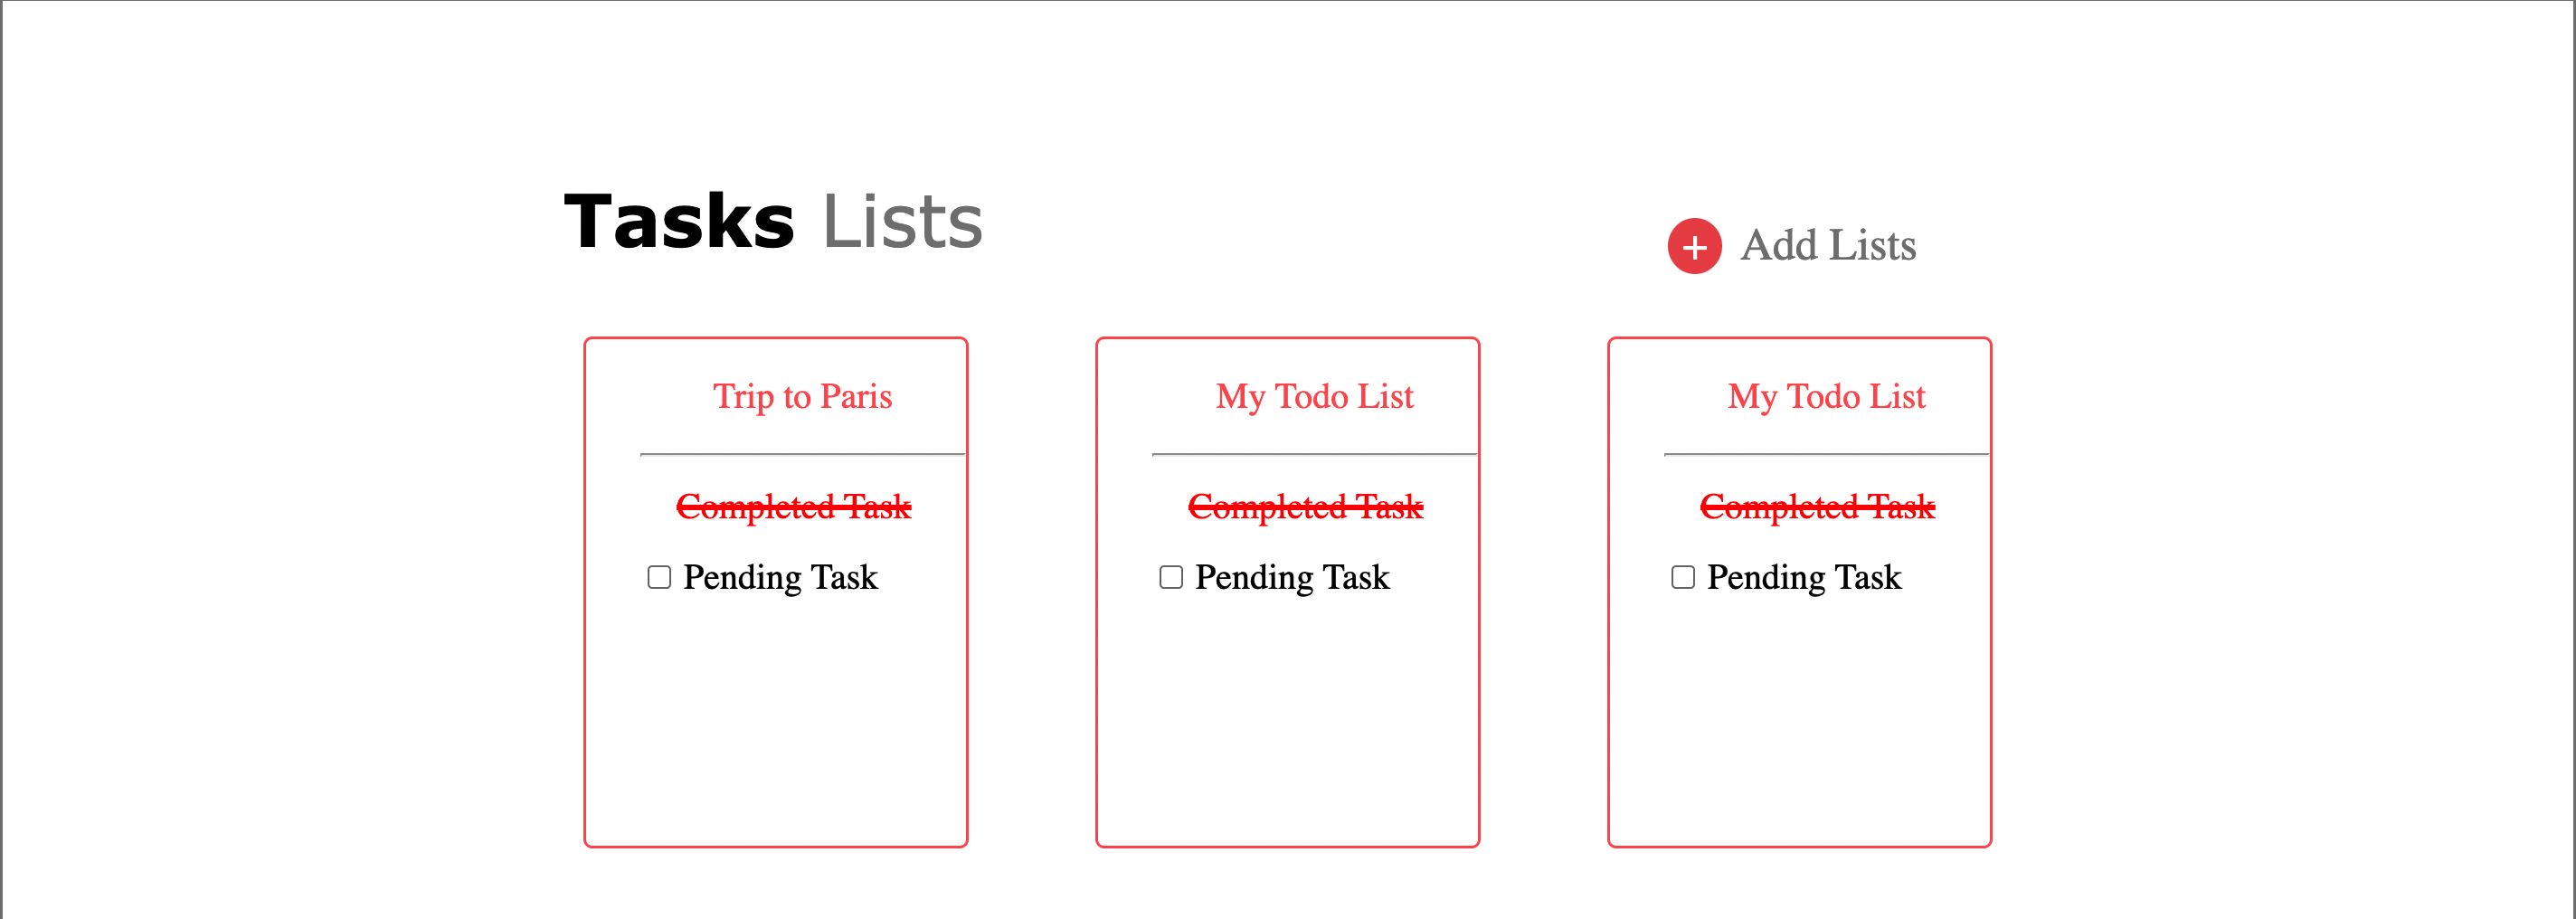 Tasks Lists
+ Add Lists
Trip to Paris
Completed Task
Pending Task
My Todo List
Completed Task
Pending Task
My Todo List
Completed Task
Pending Task